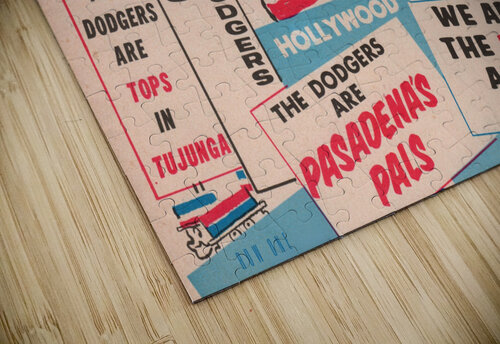 DODGERS
ARE
TOPS
IN
TUJUNGA
DODGERS
HOLLYWOOD
THE DODGERS
ARE
PASADENA'S
PALS
WE
THE